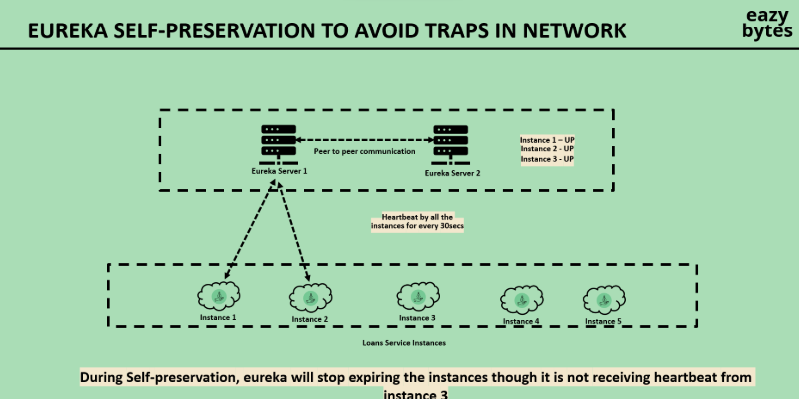 EUREKA SELF-PRESERVATION TO AVOID TRAPS IN NETWORK
eazy
bytes
Instance 1 – UP
Instance 2 - UP
Instance 3 - UP
Peer to peer communication
Eureka Server 1
Eureka Server 2
Heartbeat by all the
instances for every 30secs
Instance 1
Instance 2
Instance 3
Instance 4
Instance 5
Loans Service Instances
During Self-preservation, eureka will stop expiring the instances though it is not receiving heartbeat from
instance 3